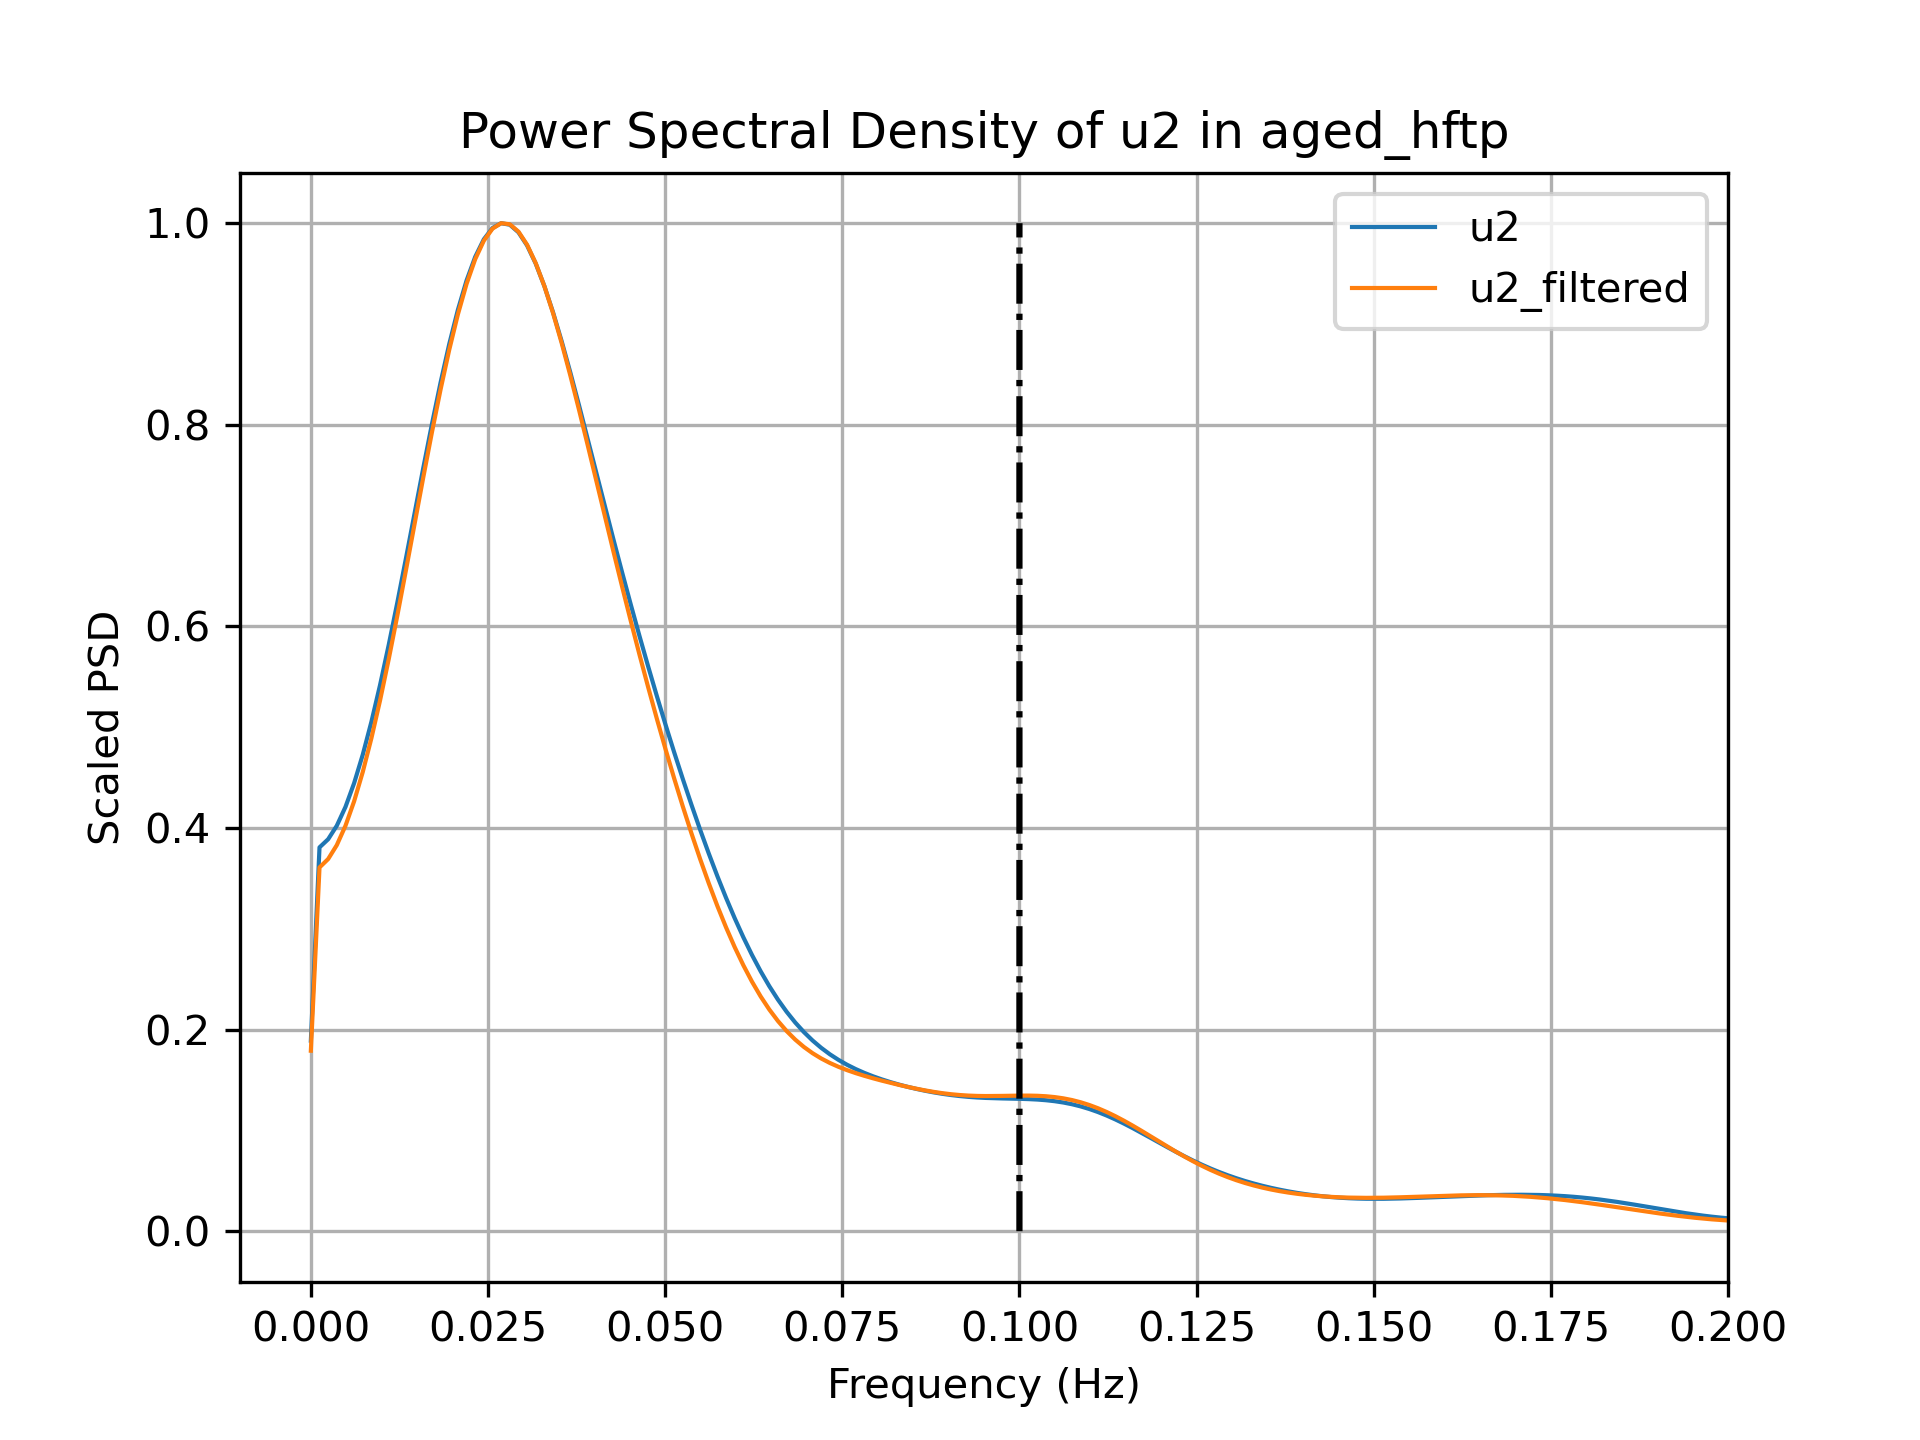 Power Spectral Density of u2 in aged_hftp
u2
u2_filtered
1.0
0.8
0.6
0.4
0.2
0.0
Scaled PSD
0.000 0.025 0.050 0.075 0.100 0.125 0.150 0.175 0.200
Frequency (Hz)